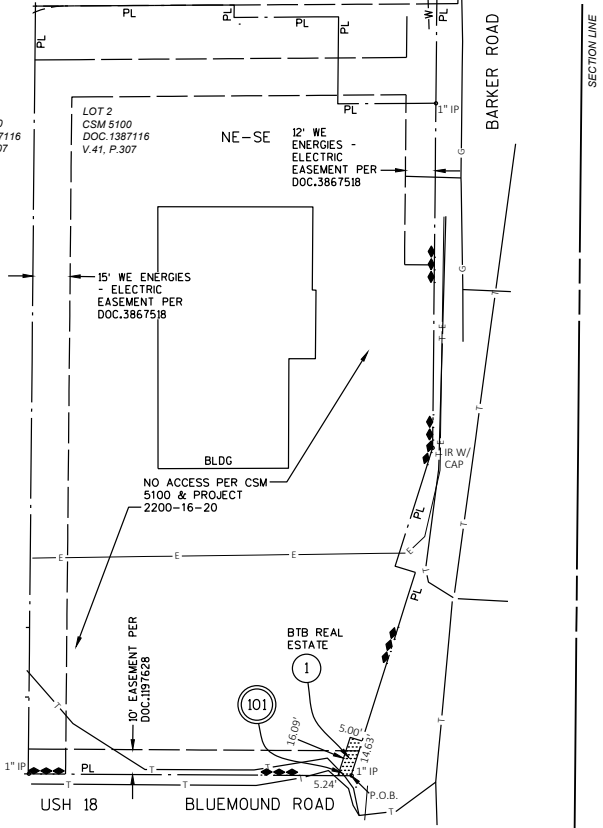 PL
PL
PL
W
PL
BARKER ROAD
SECTION LINE
LOT 2
CSM 5100
DOC.1387116
V.41, P.307
7116
07
NE-SE
12' WE
ENERGIES -
ELECTRIC
EASEMENT PER
DOC.3867518
PL
1" IP
G
G
15' WE ENERGIES
- ELECTRIC
EASEMENT PER
DOC.3867518
T
E
T
T
BLDG
NO ACCESS PER CSM
5100 & PROJECT
2200-16-20
E
T
IR W/
CAP
PL
T
E
E
E
E
T
PL
10' EASEMENT PER
DOC.1197628
BTB REAL
ESTATE
1
101
16.09'
5.00'
14.63'
T
T
1" IP
PL
T
T
1" IP
5.24'
P.O.B.
T
T
T
T
USH 18
BLUEMOUND ROAD